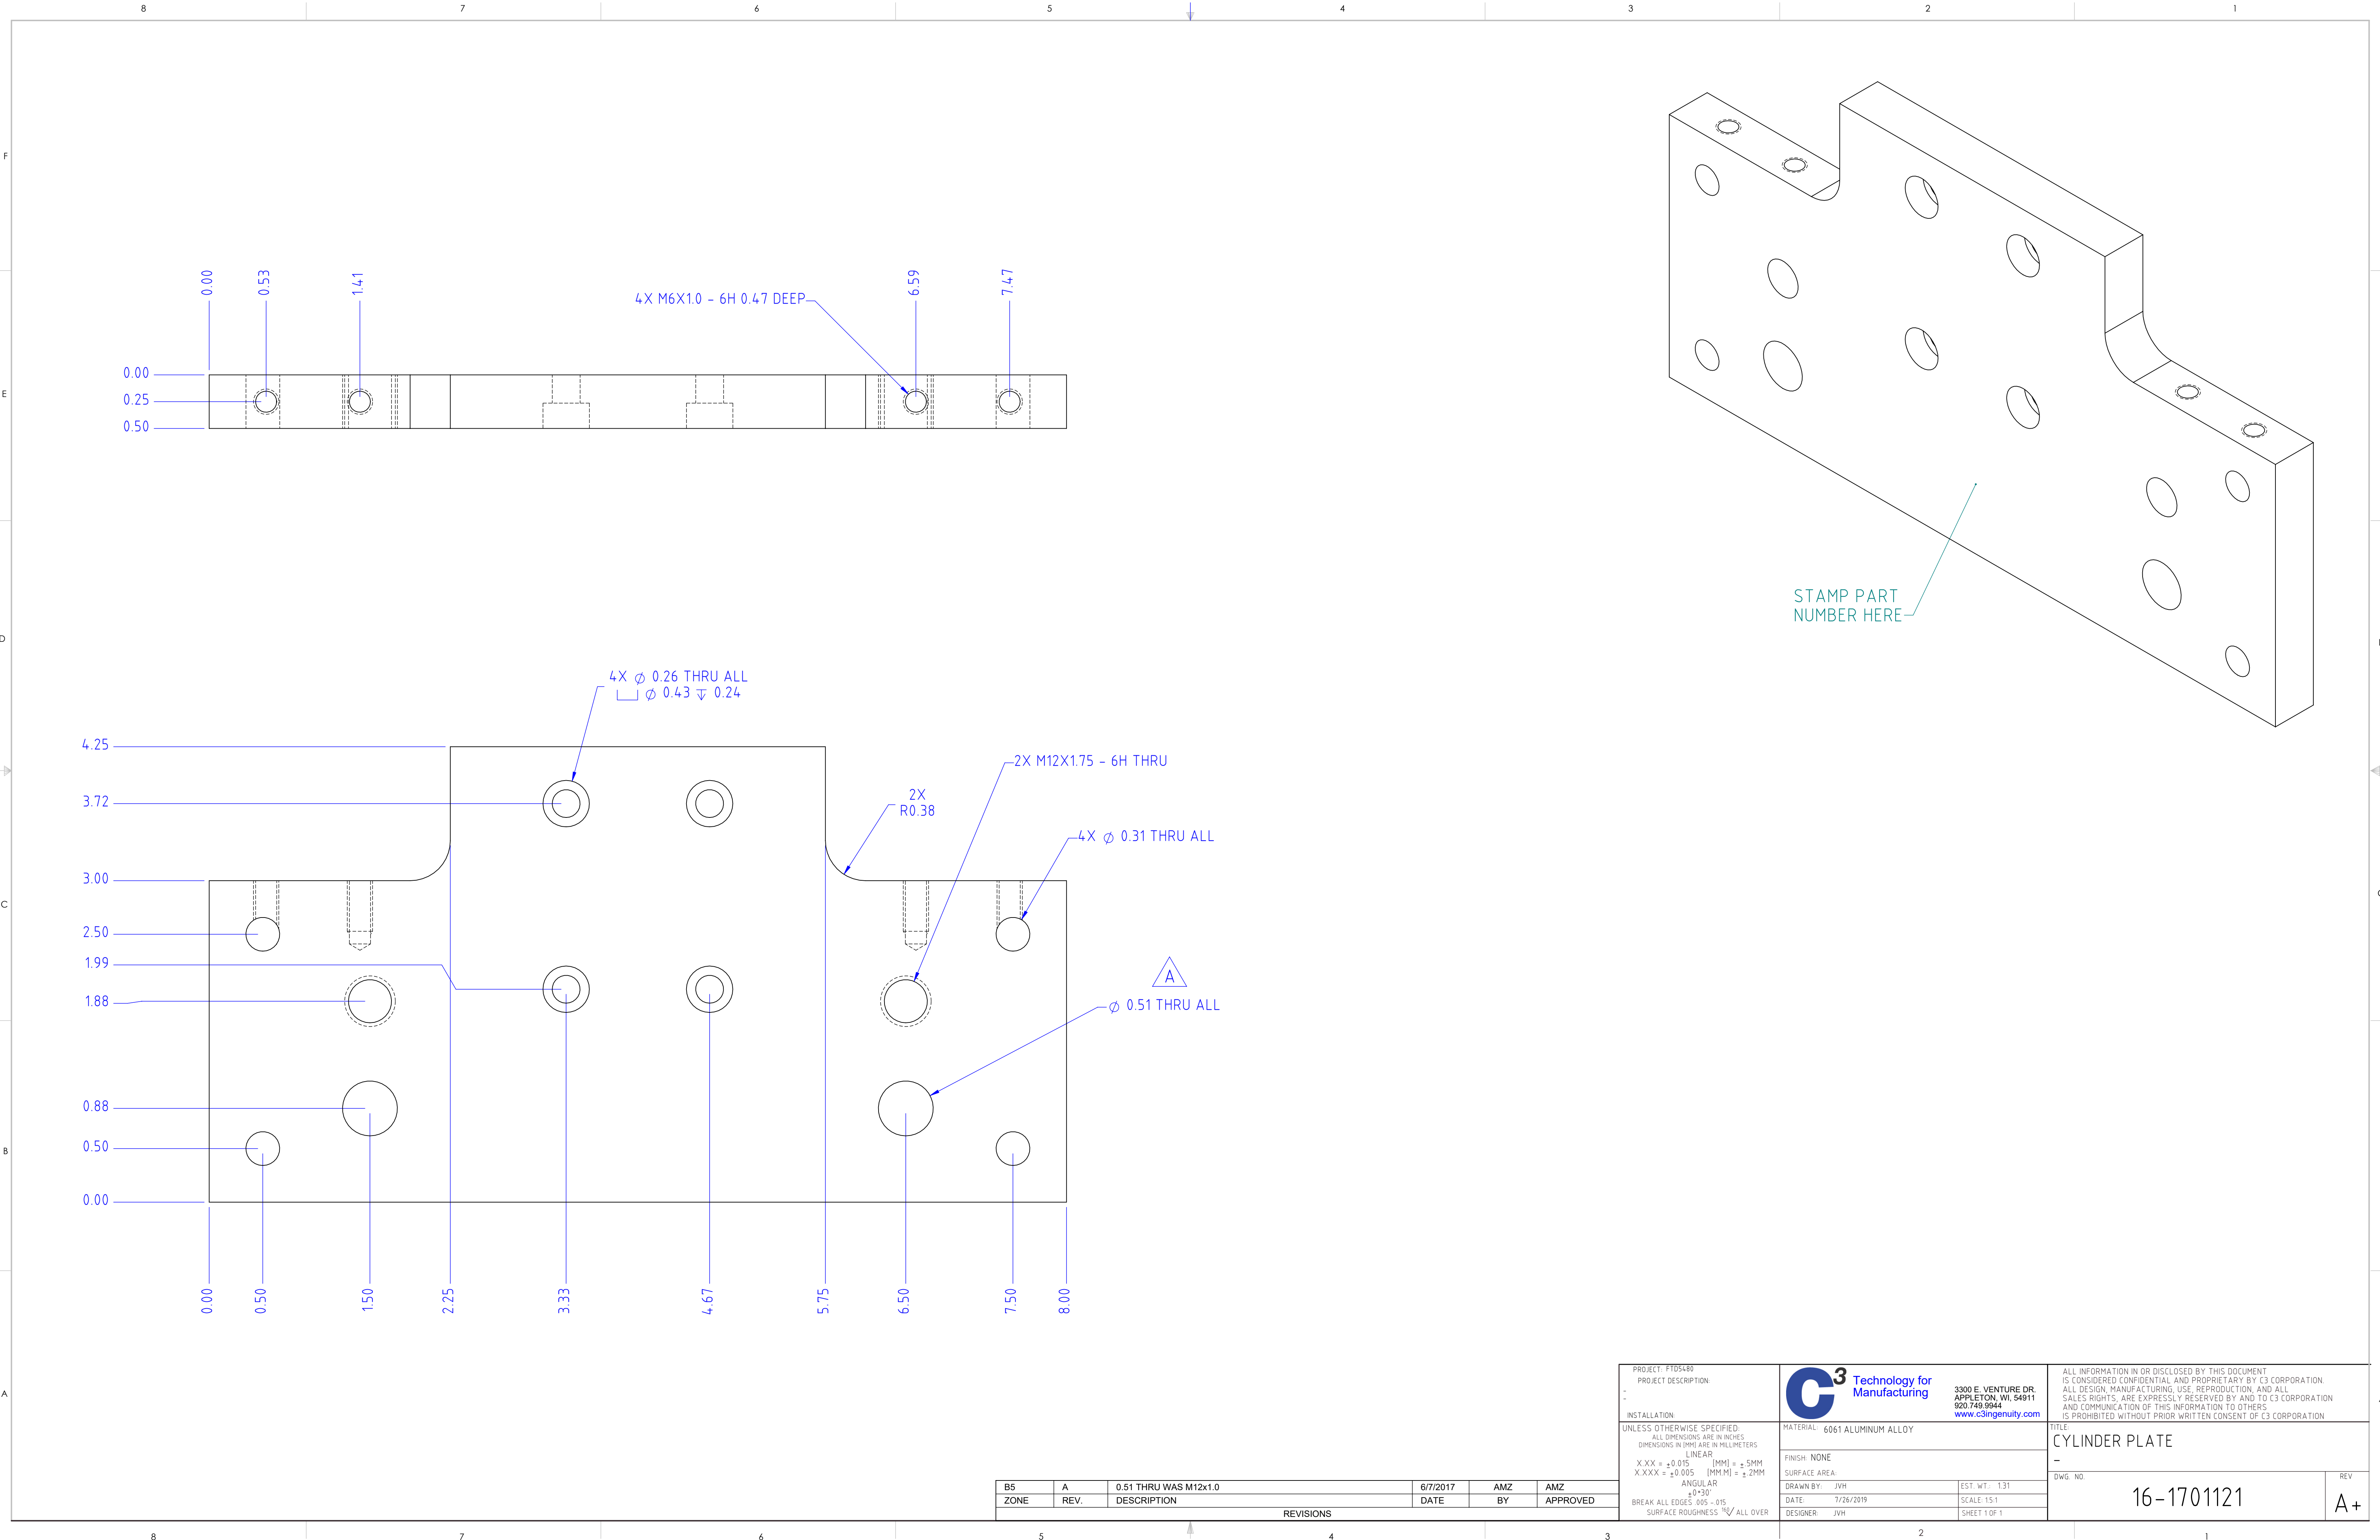 8 7 6 5 4 3 2 1
F
E
D
C
B
A
0.00
0.53
1.41
4X M6X1.0 - 6H 0.47 DEEP
6.59
7.47
0.00
0.25
0.50
STAMP PART
NUMBER HERE
4X ⌀ 0.26 THRU ALL
⌴ ⌀ 0.43 ↧ 0.24
4.25
3.72
3.00
2.50
1.99
1.88
0.88
0.50
0.00
2X M12X1.75 - 6H THRU
2X
R0.38
4X ⌀ 0.31 THRU ALL
A
⌀ 0.51 THRU ALL
0.00
0.50
1.50
2.25
3.33
4.67
5.75
6.50
7.50
8.00
B5 A 0.51 THRU WAS M12x1.0 6/7/2017 AMZ AMZ
ZONE REV. DESCRIPTION DATE BY APPROVED
REVISIONS
PROJECT: FTD5480
PROJECT DESCRIPTION:
-
-
INSTALLATION:
UNLESS OTHERWISE SPECIFIED:
ALL DIMENSIONS ARE IN INCHES
DIMENSIONS IN [MM] ARE IN MILLIMETERS
LINEAR
X.XX = ±0.015 [MM] = ±.5MM
X.XXX = ±0.005 [MM.M] = ±.2MM
ANGULAR
±0°30'
BREAK ALL EDGES .005 -.015
SURFACE ROUGHNESS 160 ALL OVER
C3 Technology for
Manufacturing
3300 E. VENTURE DR.
APPLETON, WI, 54911
920.749.9944
www.c3ingenuity.com
MATERIAL: 6061 ALUMINUM ALLOY
FINISH: NONE
SURFACE AREA:
DRAWN BY: JVH EST. WT.: 1.31
DATE: 7/26/2019 SCALE: 1.5:1
DESIGNER: JVH SHEET 1 OF 1
ALL INFORMATION IN OR DISCLOSED BY THIS DOCUMENT
IS CONSIDERED CONFIDENTIAL AND PROPRIETARY BY C3 CORPORATION.
ALL DESIGN, MANUFACTURING, USE, REPRODUCTION, AND ALL
SALES RIGHTS, ARE EXPRESSLY RESERVED BY AND TO C3 CORPORATION
AND COMMUNICATION OF THIS INFORMATION TO OTHERS
IS PROHIBITED WITHOUT PRIOR WRITTEN CONSENT OF C3 CORPORATION
TITLE:
CYLINDER PLATE
-
DWG. NO. REV
16-1701121 A+
8 7 6 5 4 3 2 1